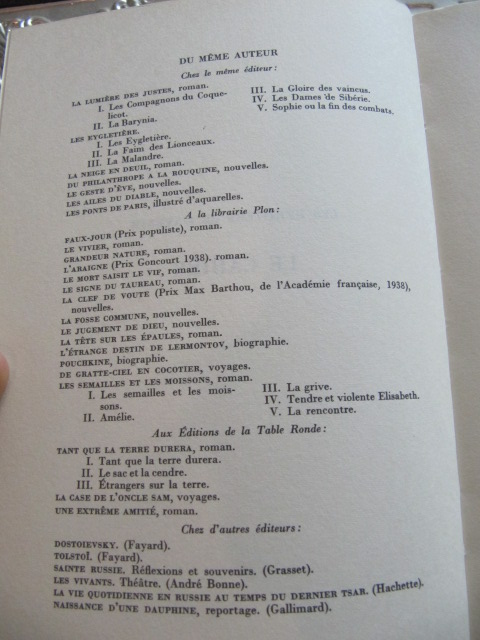 DU MÊME AUTEUR
Chez le même éditeur :
LA LUMIÈRE DES JUSTES, roman.
I. Les Compagnons du Coque-
licot.
II. La Barynia.
III. La Gloire des vaincus.
IV. Les Dames de Sibérie.
V. Sophie ou la fin des combats.
LES EYGLETIÈRE.
I. Les Eygletière.
II. La Faim des Lionceaux.
III. La Malandre.
LA NEIGE EN DEUIL, roman.
DU PHILANTHROPE A LA ROUQUINE, nouvelles.
LE GESTE D'ÈVE, nouvelles.
LES AILES DU DIABLE, nouvelles.
LES PONTS DE PARIS, illustré d'aquarelles.
A la librairie Plon :
FAUX-JOUR (Prix populiste), roman.
LE VIVIER, roman.
GRANDEUR NATURE, roman.
L'ARAIGNE (Prix Goncourt 1938). roman.
LE MORT SAISIT LE VIF, roman.
LE SIGNE DU TAUREAU, roman.
LA CLEF DE VOUTE (Prix Max Barthou, de l'Académie française, 1938),
nouvelles.
LA FOSSE COMMUNE, nouvelles.
LE JUGEMENT DE DIEU, nouvelles.
LA TÊTE SUR LES ÉPAULES, roman.
L'ÉTRANGE DESTIN DE LERMONTOV, biographie.
POUCHKINE, biographie.
DE GRATTE-CIEL EN COCOTIER, voyages.
LES SEMAILLES ET LES MOISSONS, roman.
I. Les semailles et les mois-
sons.
II. Amélie.
III. La grive.
IV. Tendre et violente Elisabeth.
V. La rencontre.
Aux Éditions de la Table Ronde :
TANT QUE LA TERRE DURERA, roman.
I. Tant que la terre durera.
II. Le sac et la cendre.
III. Étrangers sur la terre.
LA CASE DE L'ONCLE SAM, voyages.
UNE EXTRÊME AMITIÉ, roman.
Chez d'autres éditeurs :
DOSTOIEVSKY. (Fayard).
TOLSTOÏ. (Fayard).
SAINTE RUSSIE. Réflexions et souvenirs. (Grasset).
LES VIVANTS. Théâtre. (André Bonne).
LA VIE QUOTIDIENNE EN RUSSIE AU TEMPS DU DERNIER TSAR. (Hachette).
NAISSANCE D'UNE DAUPHINE, reportage. (Gallimard).